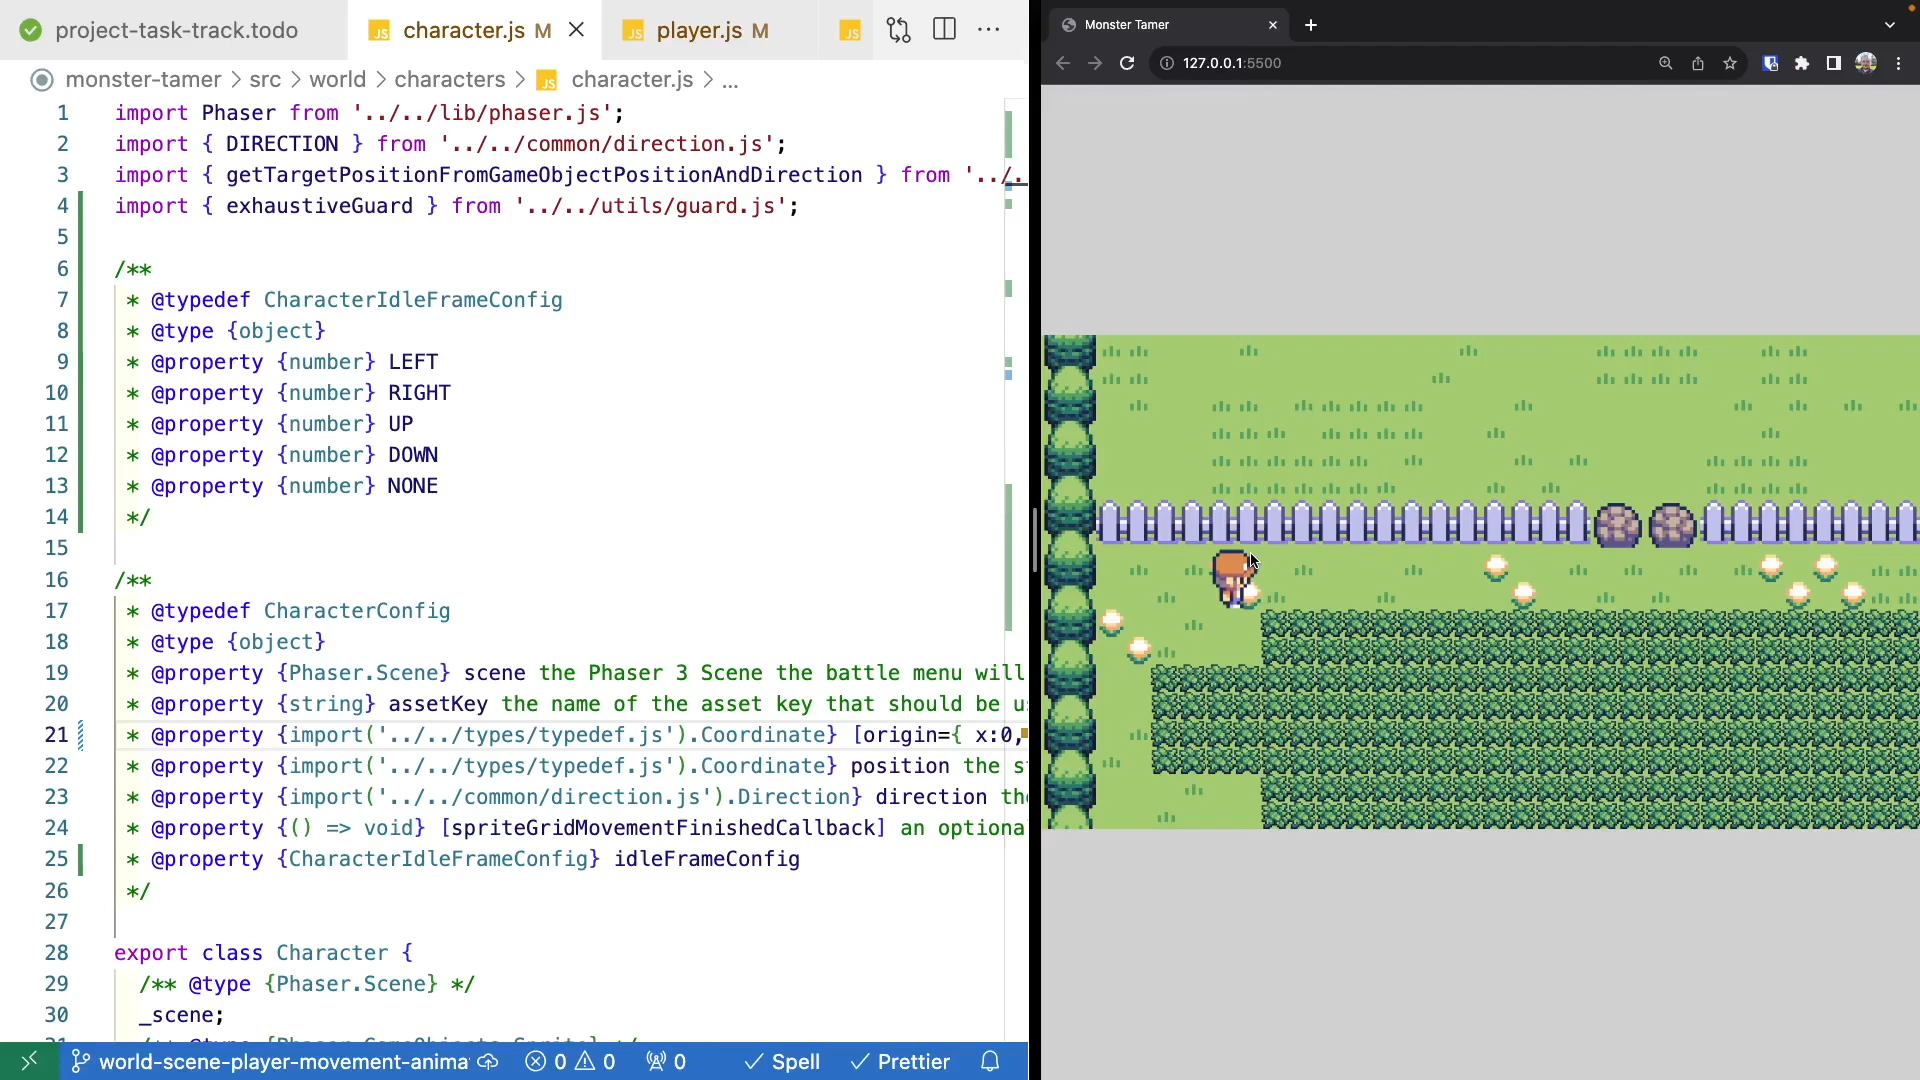 project-task-track.todo
JS character.js M
JS player.js M
JS
monster-tamer > src > world > characters > JS character.js > ...
1 import Phaser from '../../lib/phaser.js';
2 import { DIRECTION } from '../../common/direction.js';
3 import { getTargetPositionFromGameObjectPositionAndDirection } from '../.
4 import { exhaustiveGuard } from '../../utils/guard.js';
5
6 /**
7 * @typedef CharacterIdleFrameConfig
8 * @type {object}
9 * @property {number} LEFT
10 * @property {number} RIGHT
11 * @property {number} UP
12 * @property {number} DOWN
13 * @property {number} NONE
14 */
15
16 /**
17 * @typedef CharacterConfig
18 * @type {object}
19 * @property {Phaser.Scene} scene the Phaser 3 Scene the battle menu will
20 * @property {string} assetKey the name of the asset key that should be u
21 * @property {import('../../types/typedef.js').Coordinate} [origin={ x:0,
22 * @property {import('../../types/typedef.js').Coordinate} position the s
23 * @property {import('../../common/direction.js').Direction} direction th
24 * @property {() => void} [spriteGridMovementFinishedCallback] an optiona
25 * @property {CharacterIdleFrameConfig} idleFrameConfig
26 */
27
28 export class Character {
29 /** @type {Phaser.Scene} */
30 _scene;
world-scene-player-movement-anima 0 0 0 Spell Prettier
Monster Tamer
127.0.0.1:5500